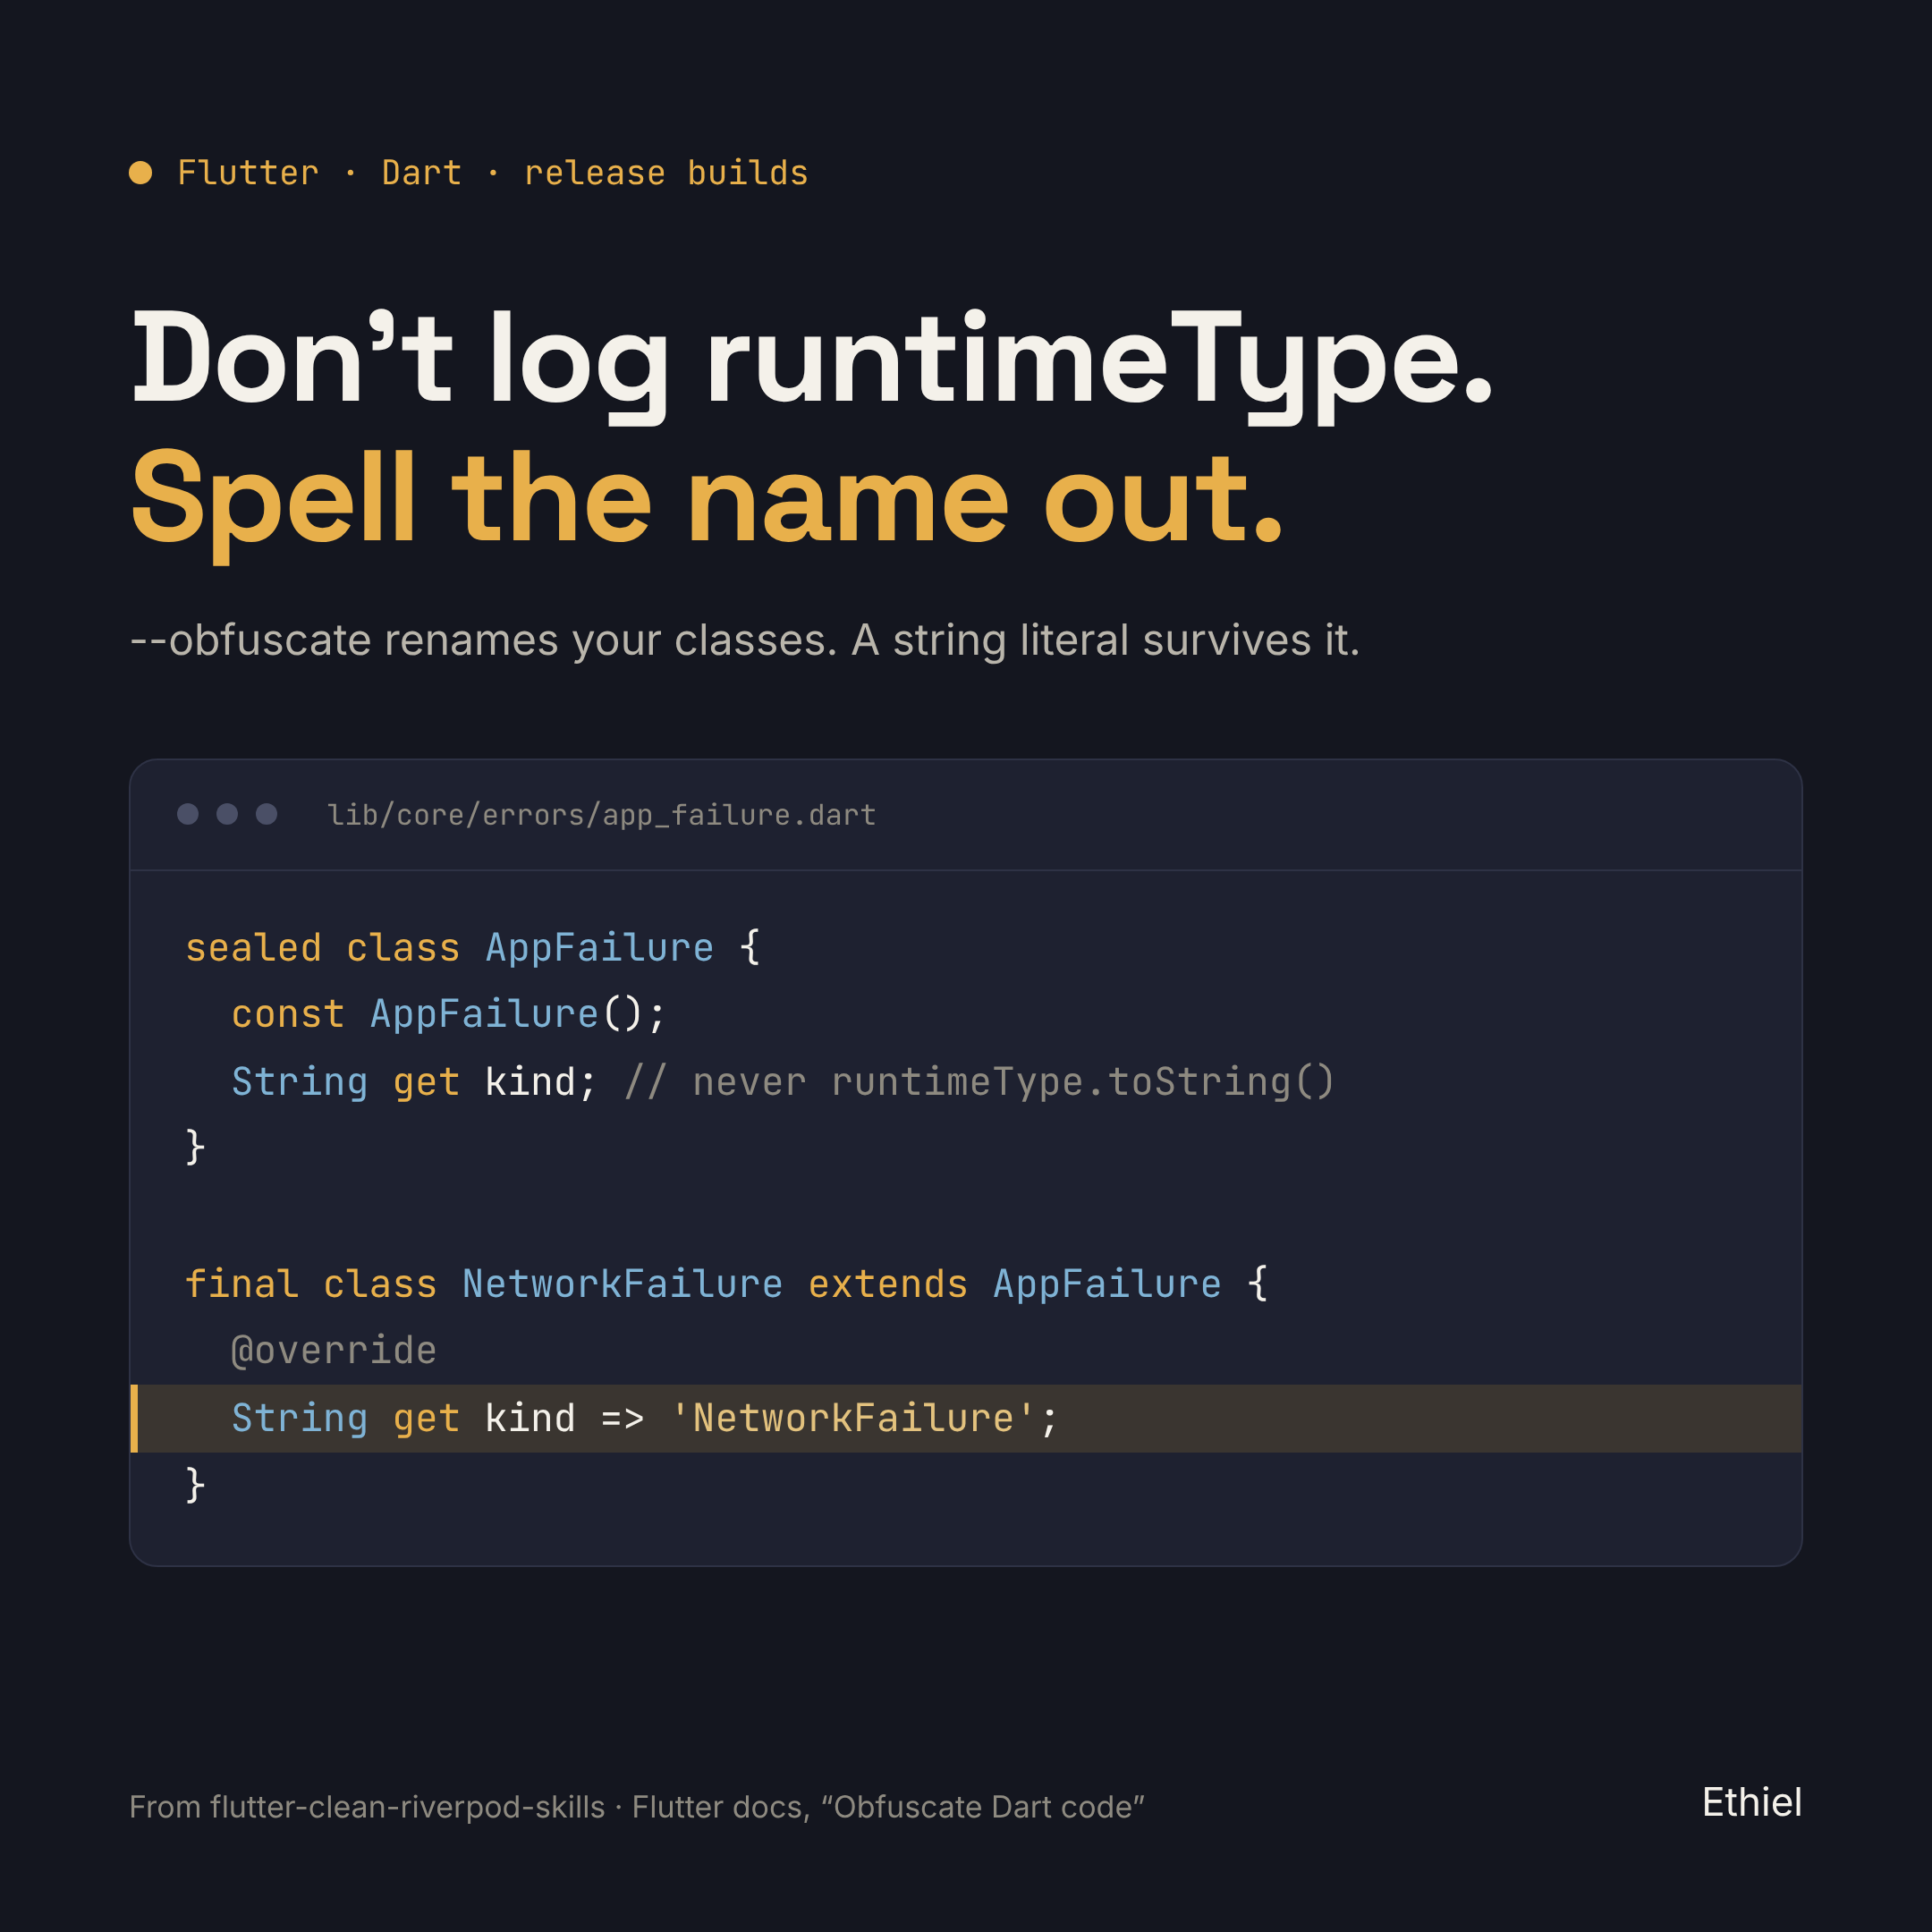 Flutter · Dart · release builds
Don’t log runtimeType.
Spell the name out.
--obfuscate renames your classes. A string literal survives it.
lib/core/errors/app_failure.dart
sealed class AppFailure {
  const AppFailure();
  String get kind; // never runtimeType.toString()
}
final class NetworkFailure extends AppFailure {
  @override
  String get kind => 'NetworkFailure';
}
From flutter-clean-riverpod-skills · Flutter docs, “Obfuscate Dart code”
Ethiel